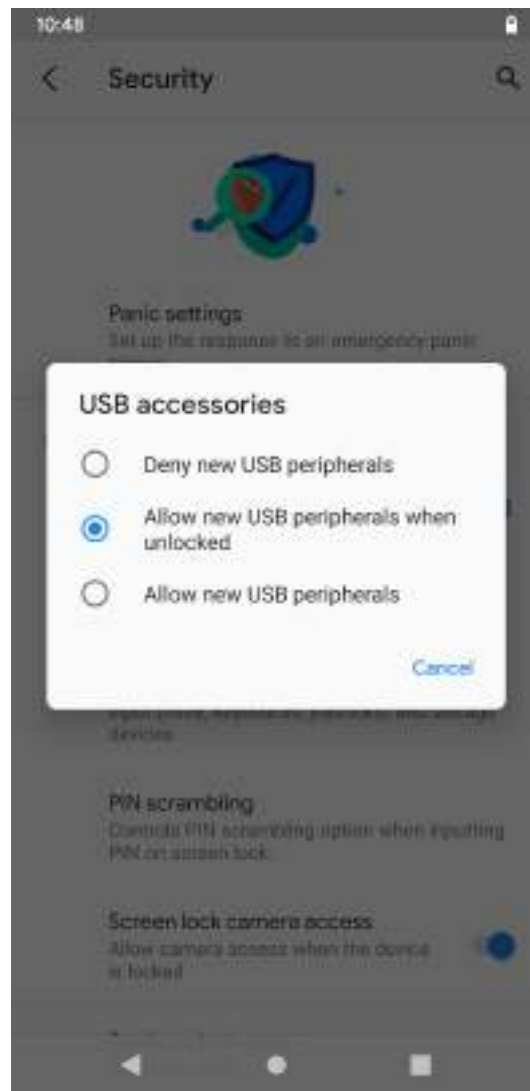 10:48
Security
Panic settings
Set up the response to an emergency panic
USB accessories
Deny new USB peripherals
Allow new USB peripherals when
unlocked
Allow new USB peripherals
Cancel
devices
PIN scrambling
Controls PIN scrambling option when inputting
PIN on screen lock.
Screen lock camera access
Allow camera access when the device
is locked